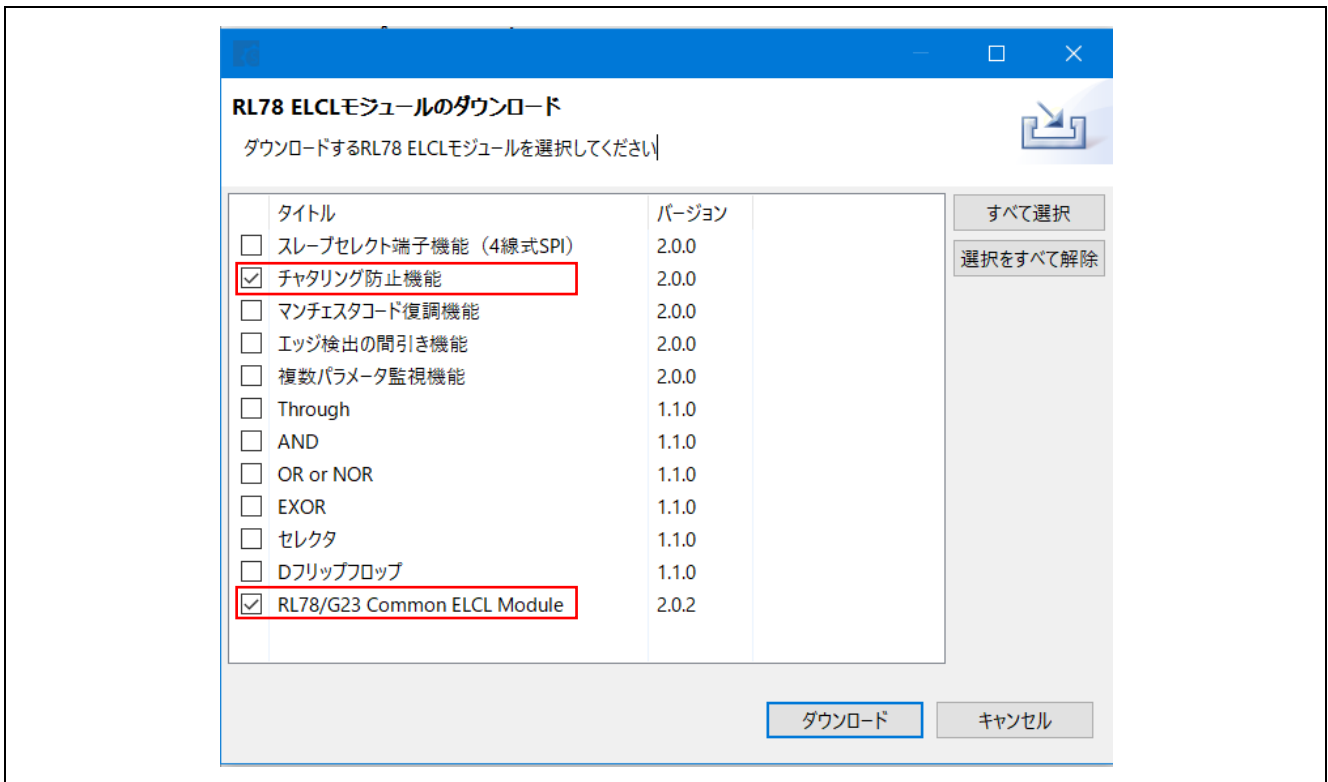 RL78 ELCLモジュールのダウンロード
ダウンロードするRL78 ELCLモジュールを選択してください
タイトル バージョン
スレーブセレクト端子機能（4線式SPI） 2.0.0
チャタリング防止機能 2.0.0
マンチェスタコード復調機能 2.0.0
エッジ検出の間引き機能 2.0.0
複数パラメータ監視機能 2.0.0
Through 1.1.0
AND 1.1.0
OR or NOR 1.1.0
EXOR 1.1.0
セレクタ 1.1.0
Dフリップフロップ 1.1.0
RL78/G23 Common ELCL Module 2.0.2
すべて選択
選択をすべて解除
ダウンロード キャンセル